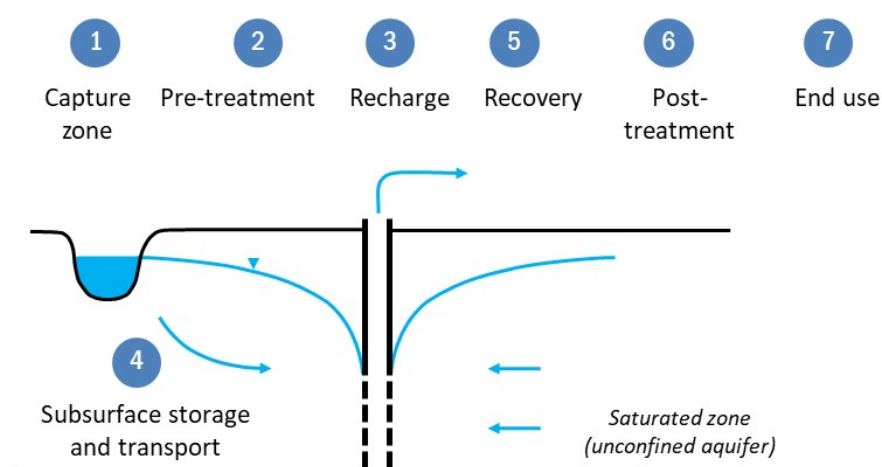 1
2
3
5
6
7
Capture
zone
Pre-treatment
Recharge
Recovery
Post-
treatment
End use
4
Subsurface storage
and transport
Saturated zone
(unconfined aquifer)